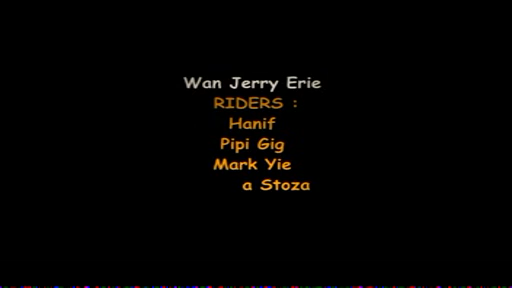 Wan Jerry Erie
RIDERS :
Hanif
Pipi Gig
Mark Yie
a Stoza